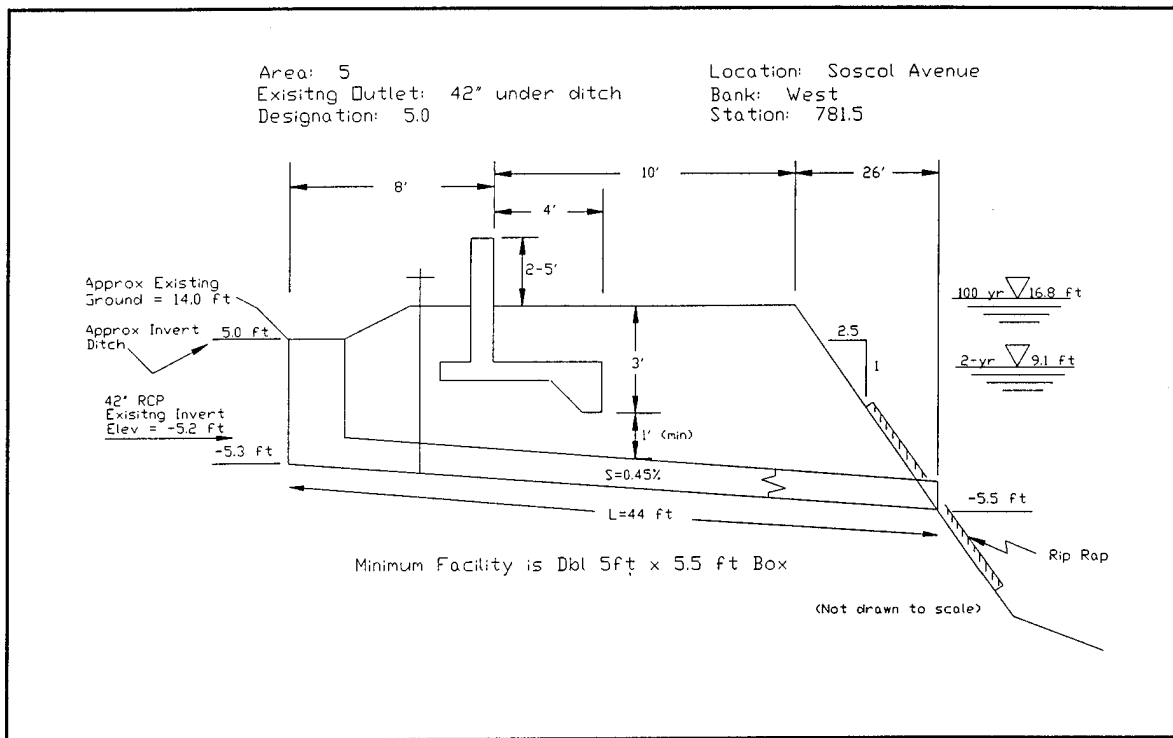 Area: 5
Exisitng Outlet: 42" under ditch
Designation: 5.0
Location: Soscol Avenue
Bank: West
Station: 781.5
8'
10'
26'
4'
2-5'
Approx Existing
Ground = 14.0 ft
Approx Invert
Ditch
5.0 ft
100 yr 16.8 ft
2-yr 9.1 ft
2.5
1
3'
1' (min)
42" RCP
Exisitng Invert
Elev = -5.2 ft
-5.3 ft
S=0.45%
L=44 ft
-5.5 ft
Rip Rap
Minimum Facility is Dbl 5ft x 5.5 ft Box
(Not drawn to scale)